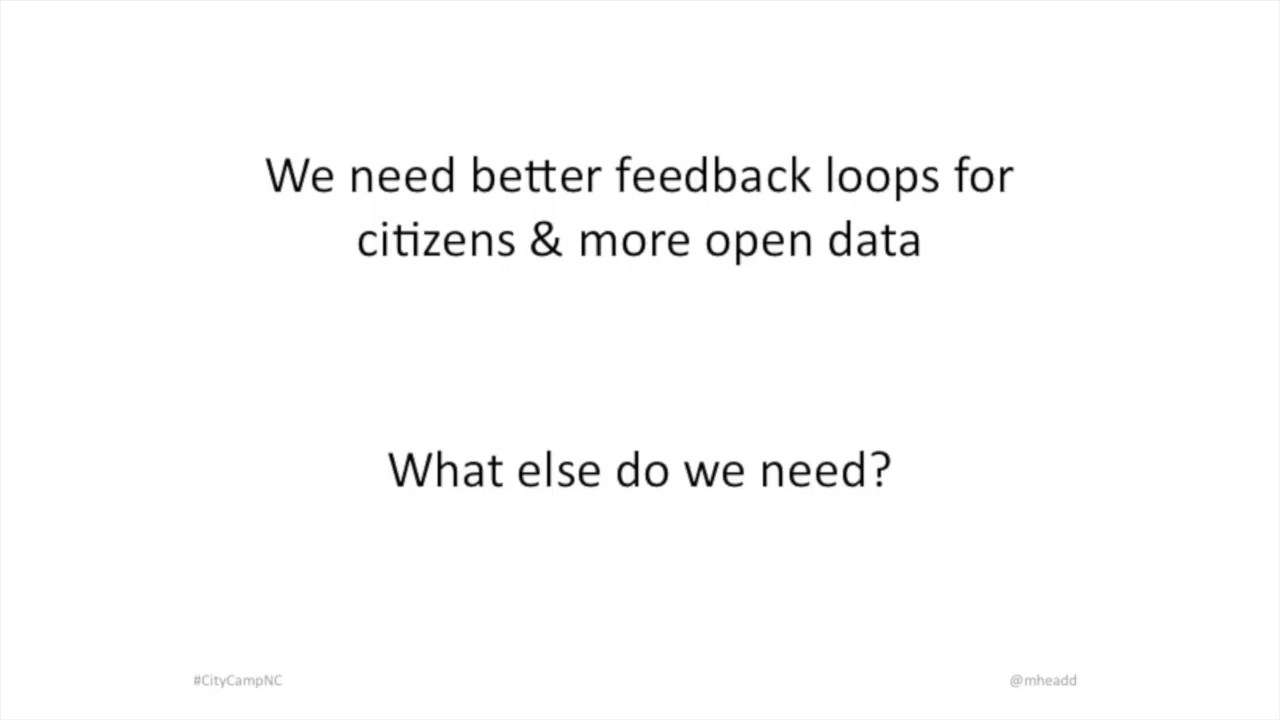 We need better feedback loops for
citizens & more open data
What else do we need?
#CityCampNC
@mheadd